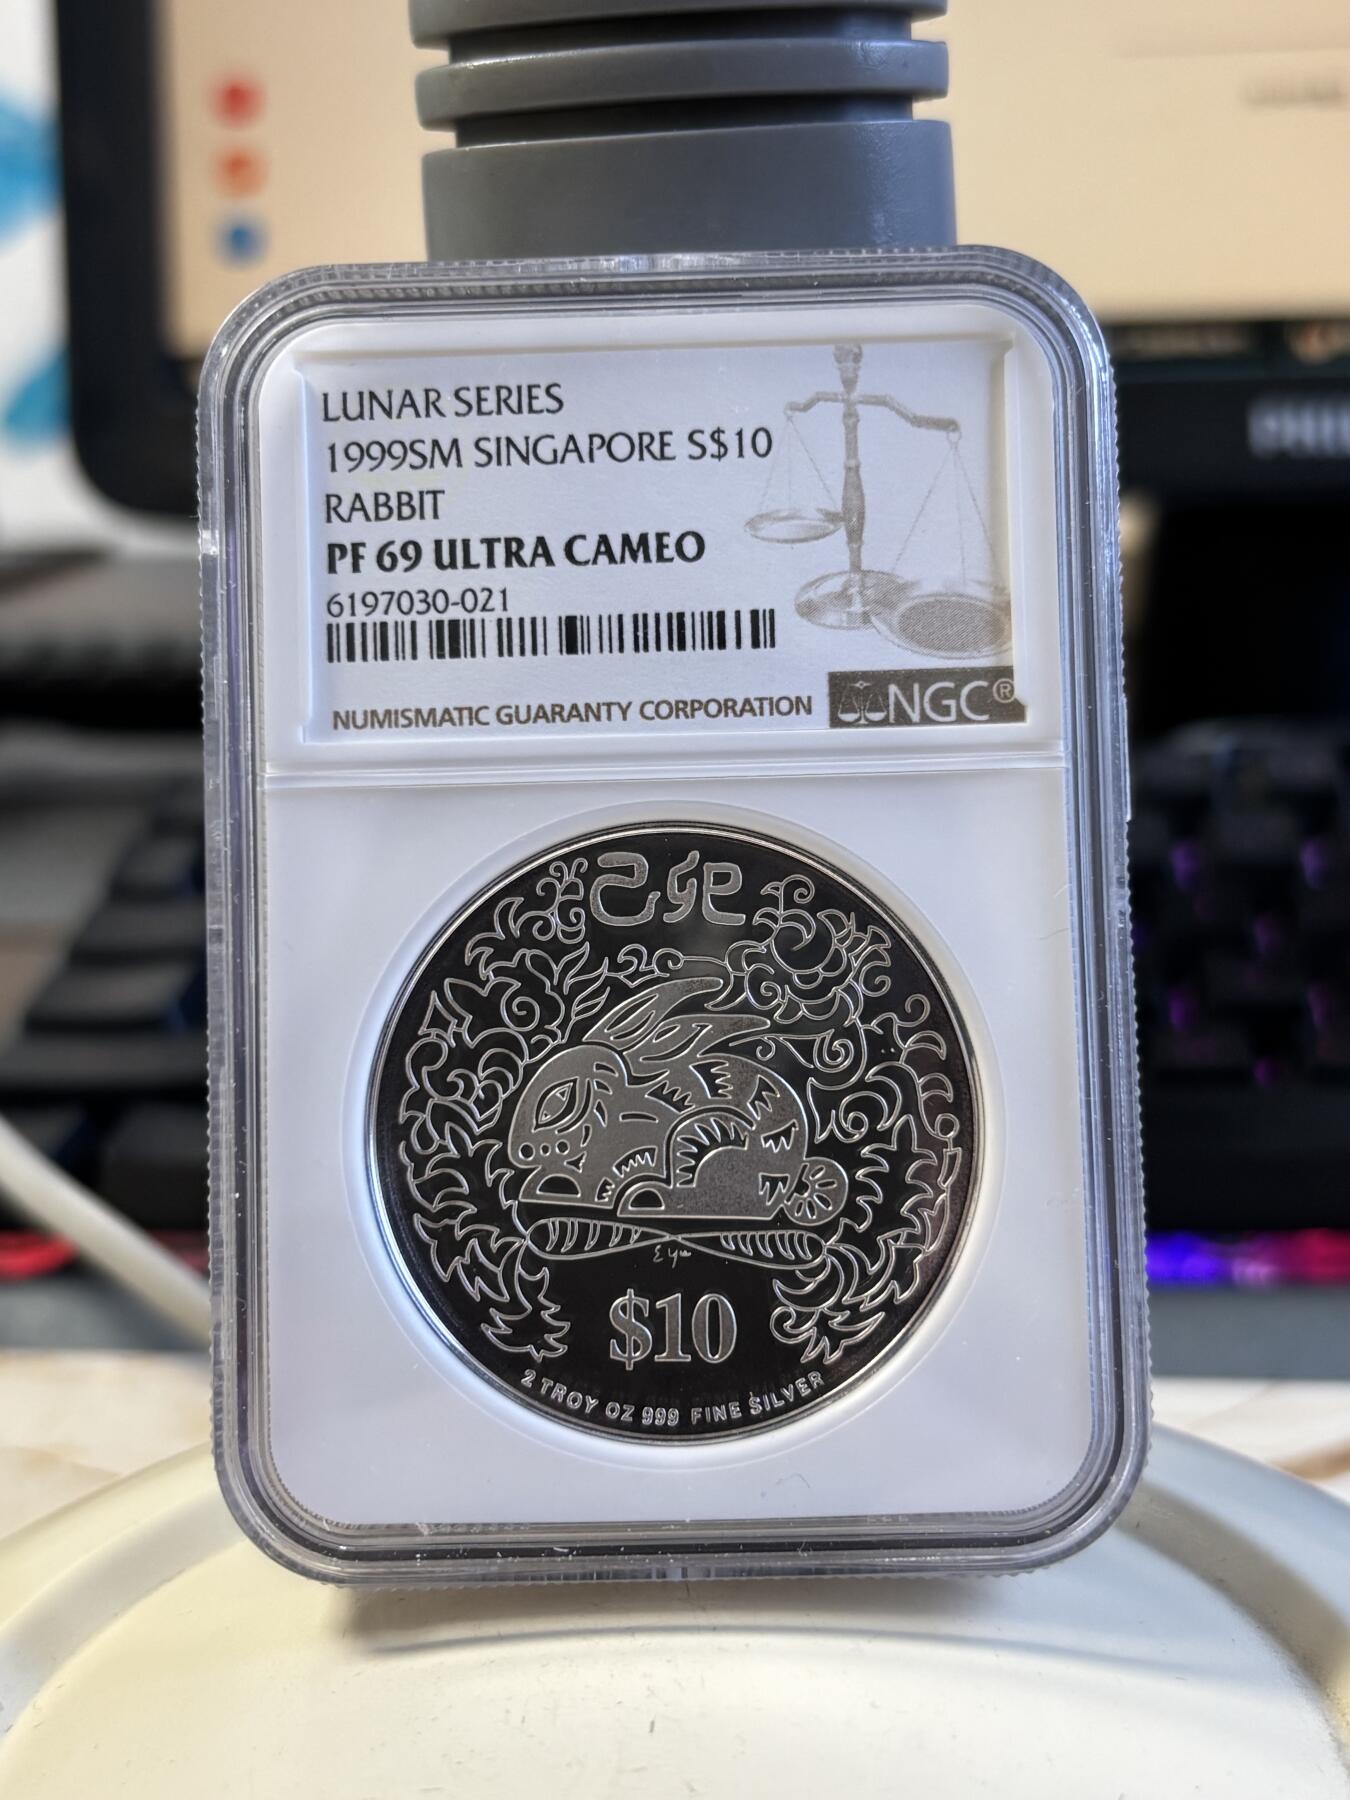 LUNAR SERIES
1999SM SINGAPORE S$10
RABBIT
PF 69 ULTRA CAMEO
6197030-021
NUMISMATIC GUARANTY CORPORATION NGC®
己卯
$10
2 TROY OZ 999 FINE SILVER